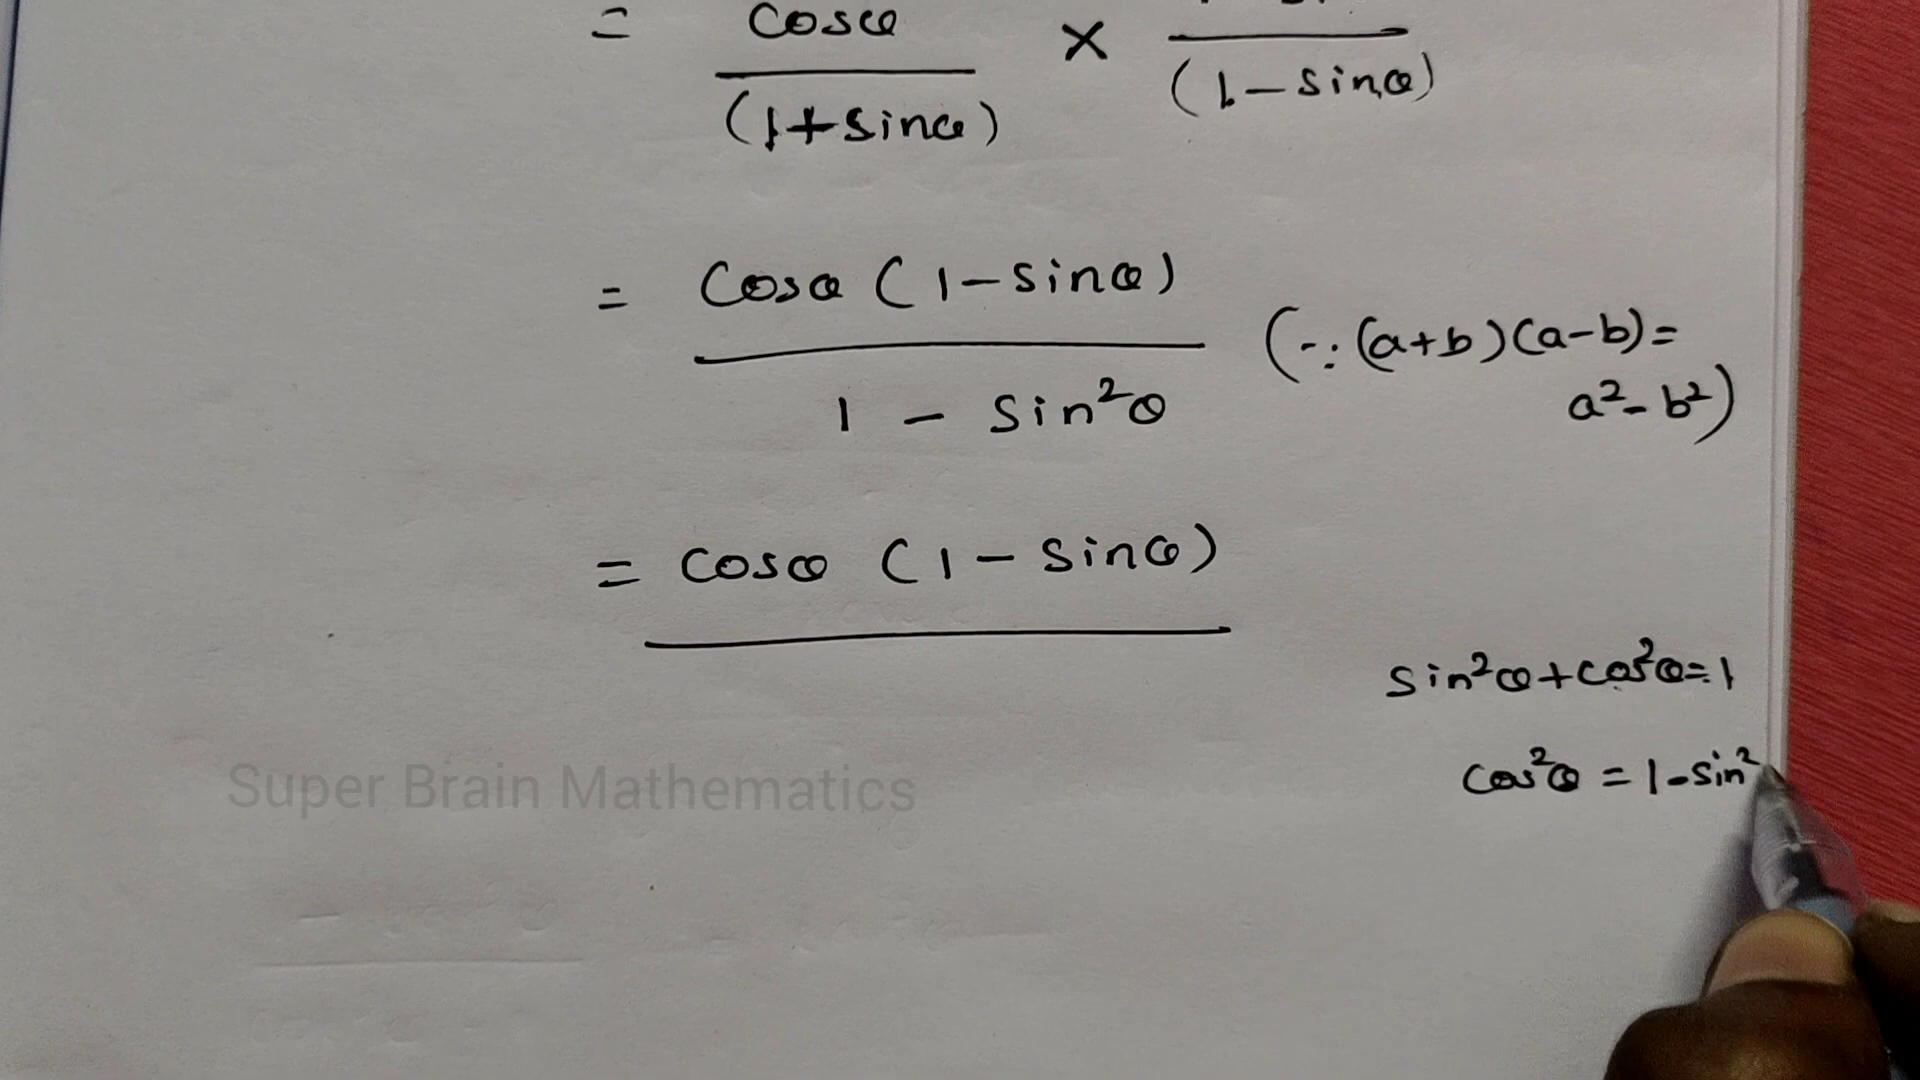 = cosθ × 
(1+sinθ) (1-sinθ)
= cosθ (1-sinθ)
1 - sin²θ
(∵ (a+b)(a-b)=
a²-b²)
= cosθ (1-sinθ)
sin²θ+cos²θ=1
cos²θ = 1-sin²
Super Brain Mathematics